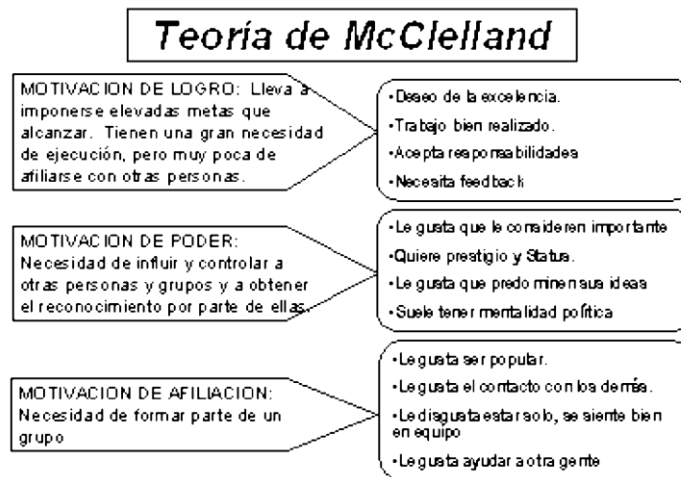 Teoría de McClelland
MOTIVACION DE LOGRO: Lleva a
imponerse elevadas metas que
alcanzar. Tienen una gran necesidad
de ejecución, pero muy poca de
afiliarse con otras personas.
•Deseo de la excelencia.
•Trabajo bien realizado.
•Acepta responsabilidades
•Necesita feedback
MOTIVACION DE PODER:
Necesidad de influir y controlar a
otras personas y grupos y a obtener
el reconocimiento por parte de ellas.
•Le gusta que le consideren importante
•Quiere prestigio y Status.
•Le gusta que predominen sus ideas
•Suele tener mentalidad política
MOTIVACION DE AFILIACION:
Necesidad de formar parte de un
grupo
•Le gusta ser popular.
•Le gusta el contacto con los demás.
•Le disgusta estar solo, se siente bien
en equipo
•Le gusta ayudar a otra gente